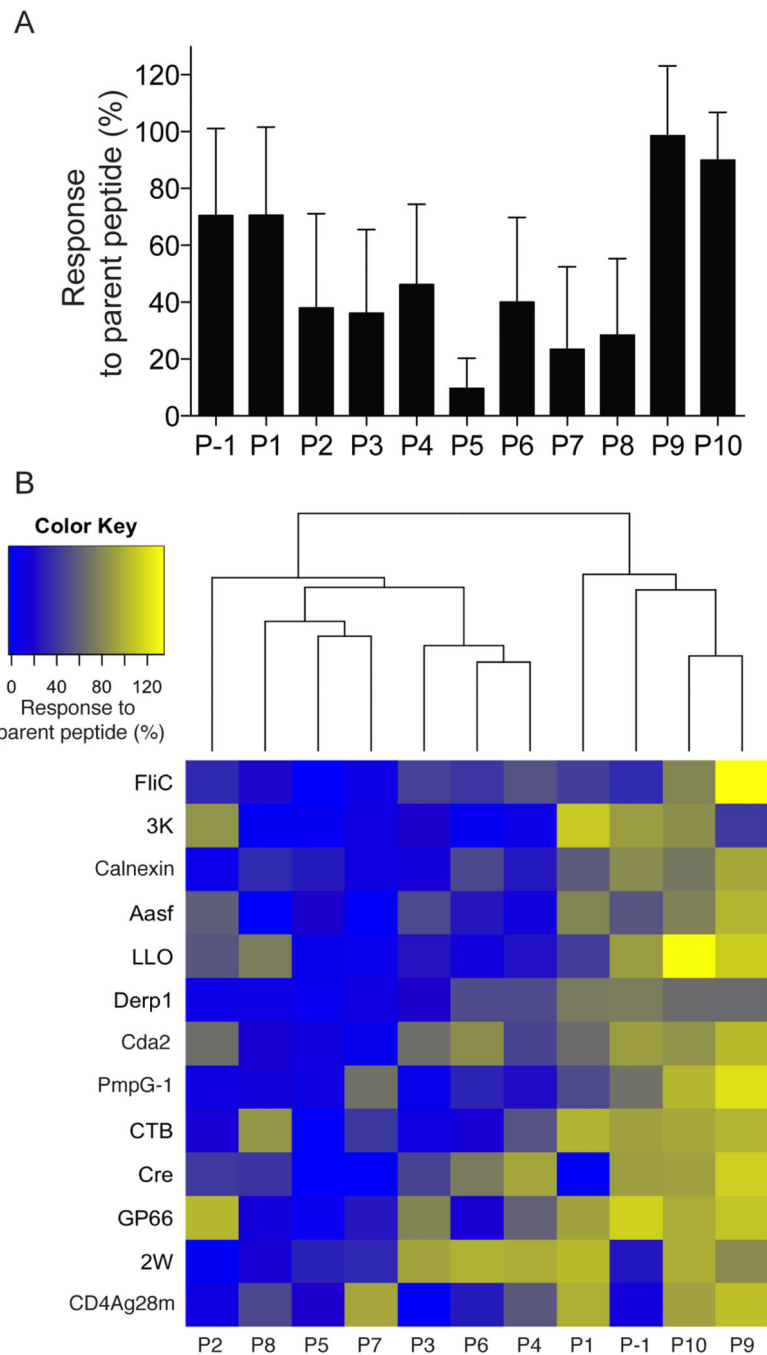 A
Response
to parent peptide (%)
120
100
80
60
40
20
0
P-1 P1 P2 P3 P4 P5 P6 P7 P8 P9 P10
B
Color Key
0 40 80 120
Response to
parent peptide (%)
FliC
3K
Calnexin
Aasf
LLO
Derp1
Cda2
PmpG-1
CTB
Cre
GP66
2W
CD4Ag28m
P2 P8 P5 P7 P3 P6 P4 P1 P-1 P10 P9